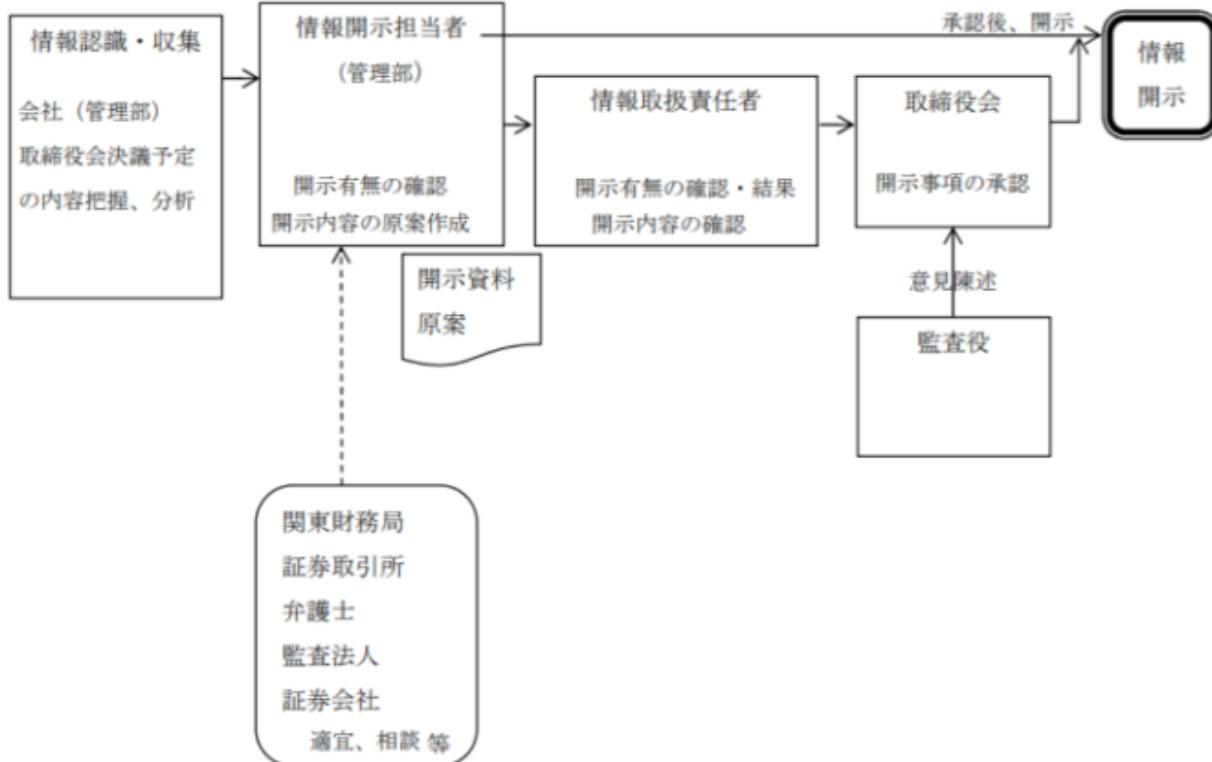 情報認識・収集
会社（管理部）
取締役会決議予定
の内容把握、分析
情報開示担当者
（管理部）
開示有無の確認
開示内容の原案作成
開示資料
原案
情報取扱責任者
開示有無の確認・結果
開示内容の確認
取締役会
開示事項の承認
意見陳述
監査役
承認後、開示
情報
開示
関東財務局
証券取引所
弁護士
監査法人
証券会社
適宜、相談 等